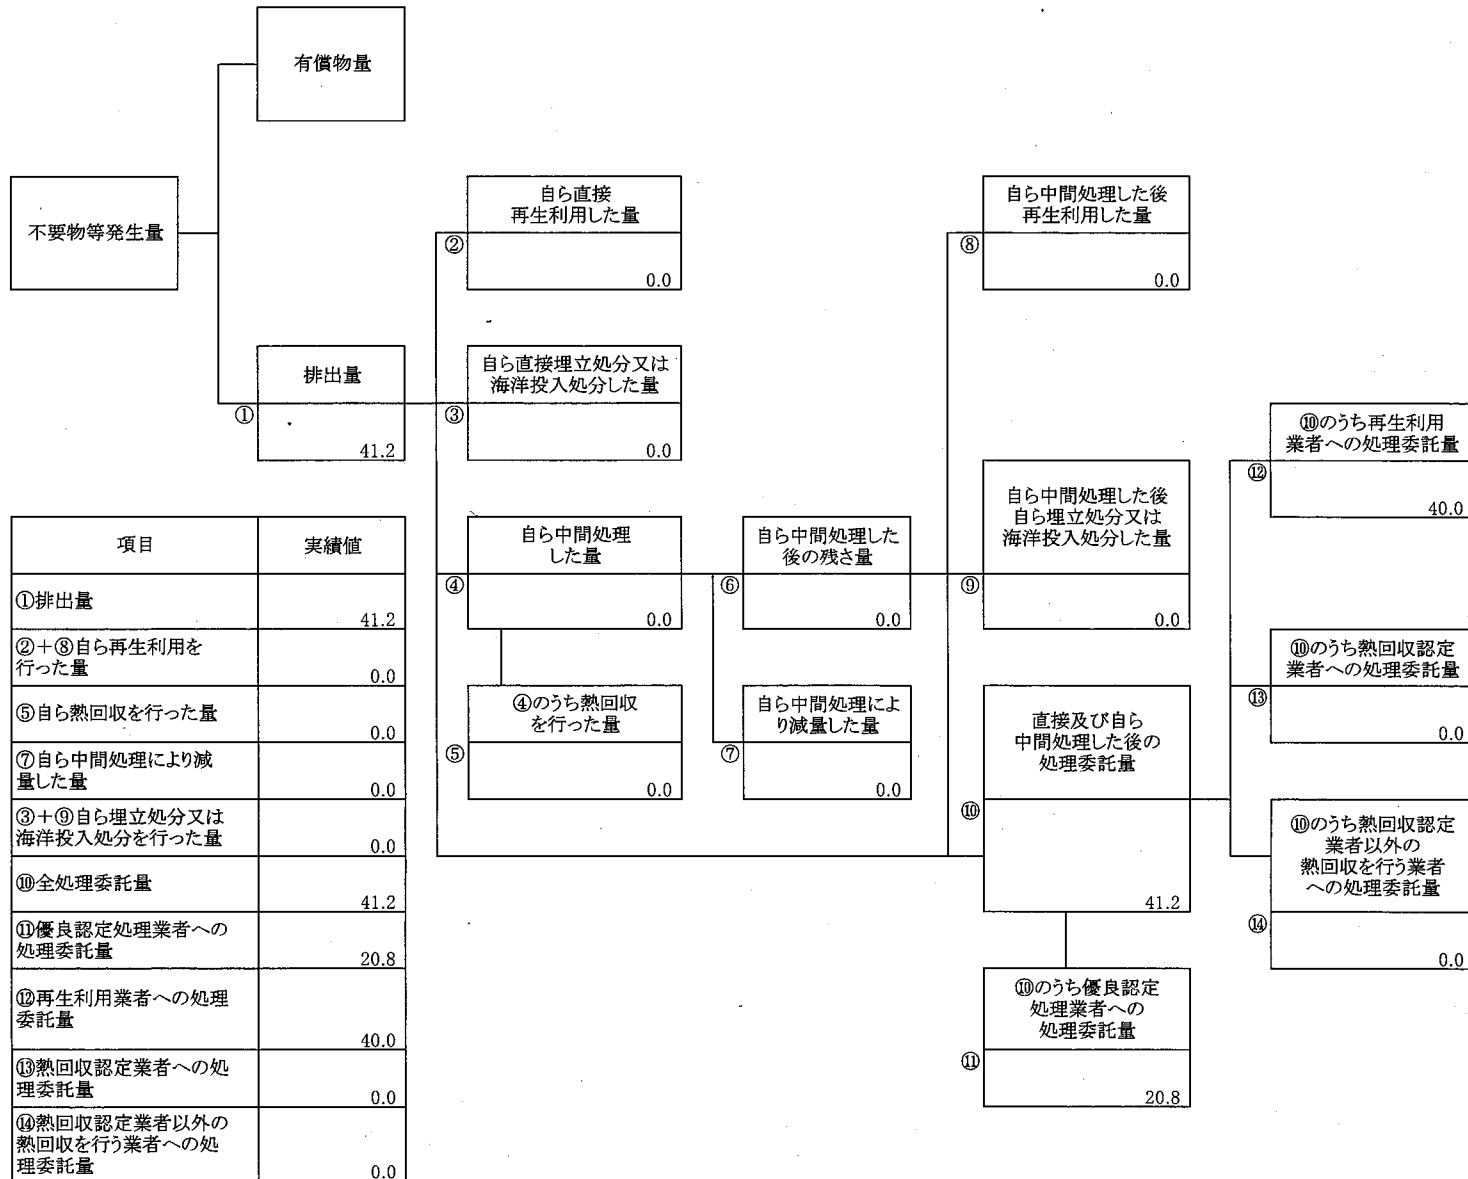 有償物量
不要物等発生量
排出量
①
41.2
自ら直接
再生利用した量
②
0.0
自ら直接埋立処分又は
海洋投入処分した量
③
0.0
自ら中間処理
した量
④
0.0
④のうち熱回収
を行った量
⑤
0.0
自ら中間処理した
後の残さ量
⑥
0.0
自ら中間処理によ
り減量した量
⑦
0.0
自ら中間処理した後
再生利用した量
⑧
0.0
自ら中間処理した後
自ら埋立処分又は
海洋投入処分した量
⑨
0.0
直接及び自ら
中間処理した後の
処理委託量
⑩
41.2
⑩のうち優良認定
処理業者への
処理委託量
⑪
20.8
⑩のうち再生利用
業者への処理委託量
⑫
40.0
⑩のうち熱回収認定
業者への処理委託量
⑬
0.0
⑩のうち熱回収認定
業者以外の
熱回収を行う業者
への処理委託量
⑭
0.0
項目 実績値
①排出量
41.2
②+⑧自ら再生利用を
行った量
0.0
⑤自ら熱回収を行った量
0.0
⑦自ら中間処理により減
量した量
0.0
③+⑨自ら埋立処分又は
海洋投入処分を行った量
0.0
⑩全処理委託量
41.2
⑪優良認定処理業者への
処理委託量
20.8
⑫再生利用業者への処理
委託量
40.0
⑬熱回収認定業者への処
理委託量
0.0
⑭熱回収認定業者以外の
熱回収を行う業者への処
理委託量
0.0